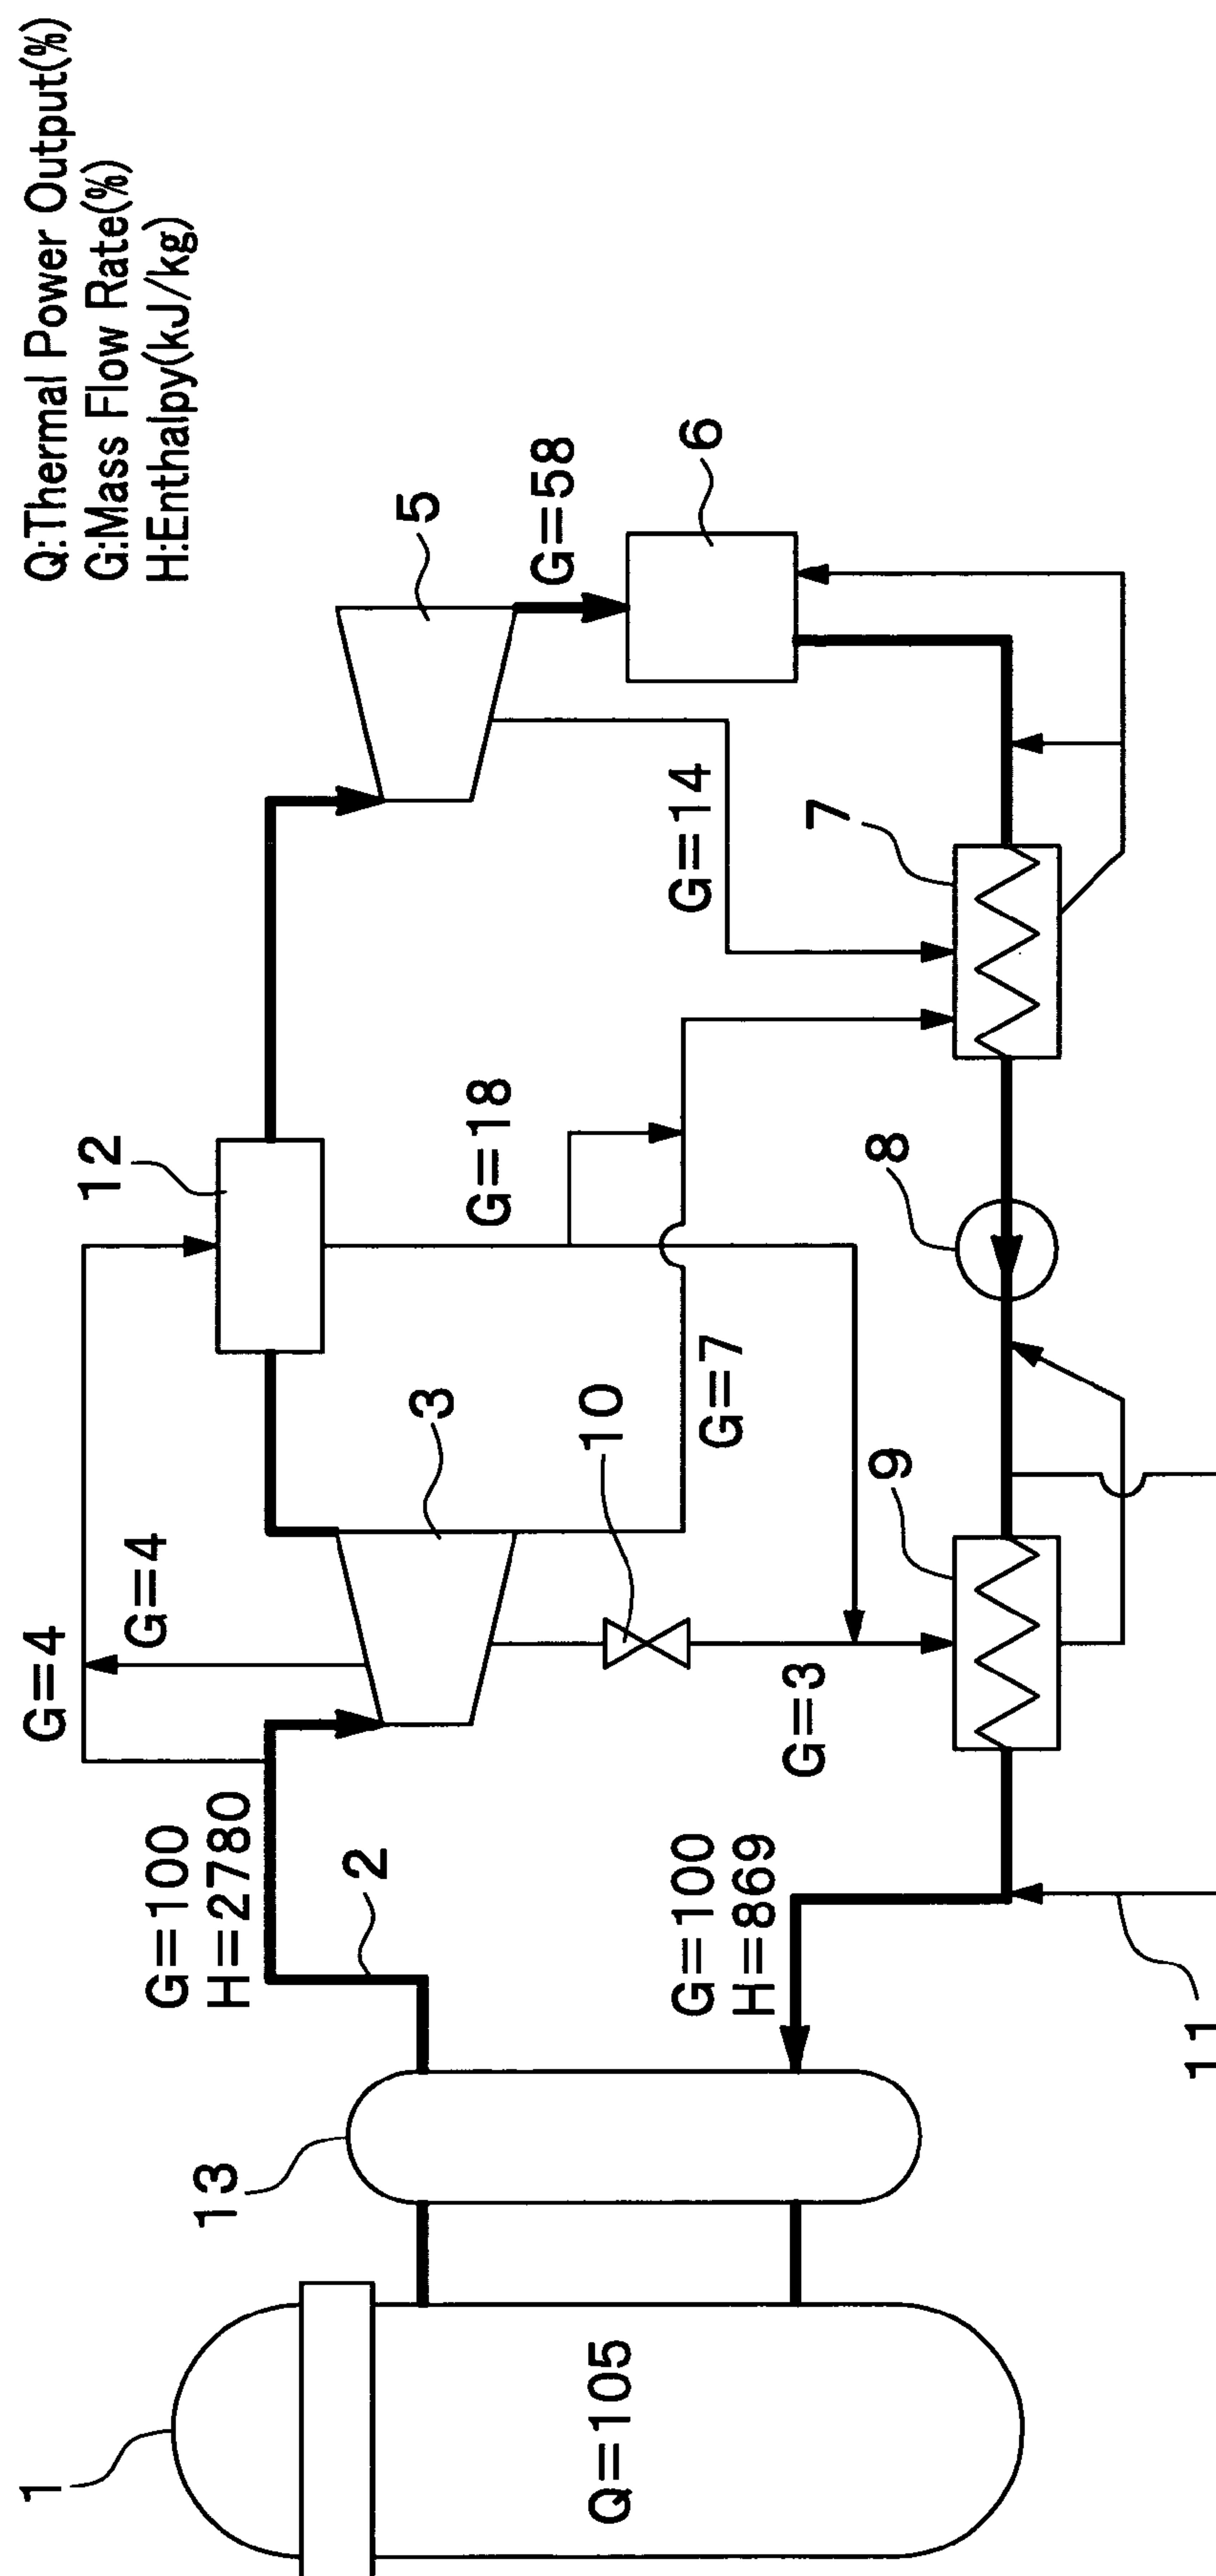 Q:Thermal Power Output(%)
G:Mass Flow Rate(%)
H:Enthalpy(kJ/kg)
1
Q=105
13
2
G=100
H=2780
G=4
G=4
3
12
5
G=58
6
G=18
G=14
7
G=7
10
8
9
G=3
G=100
H=869
11